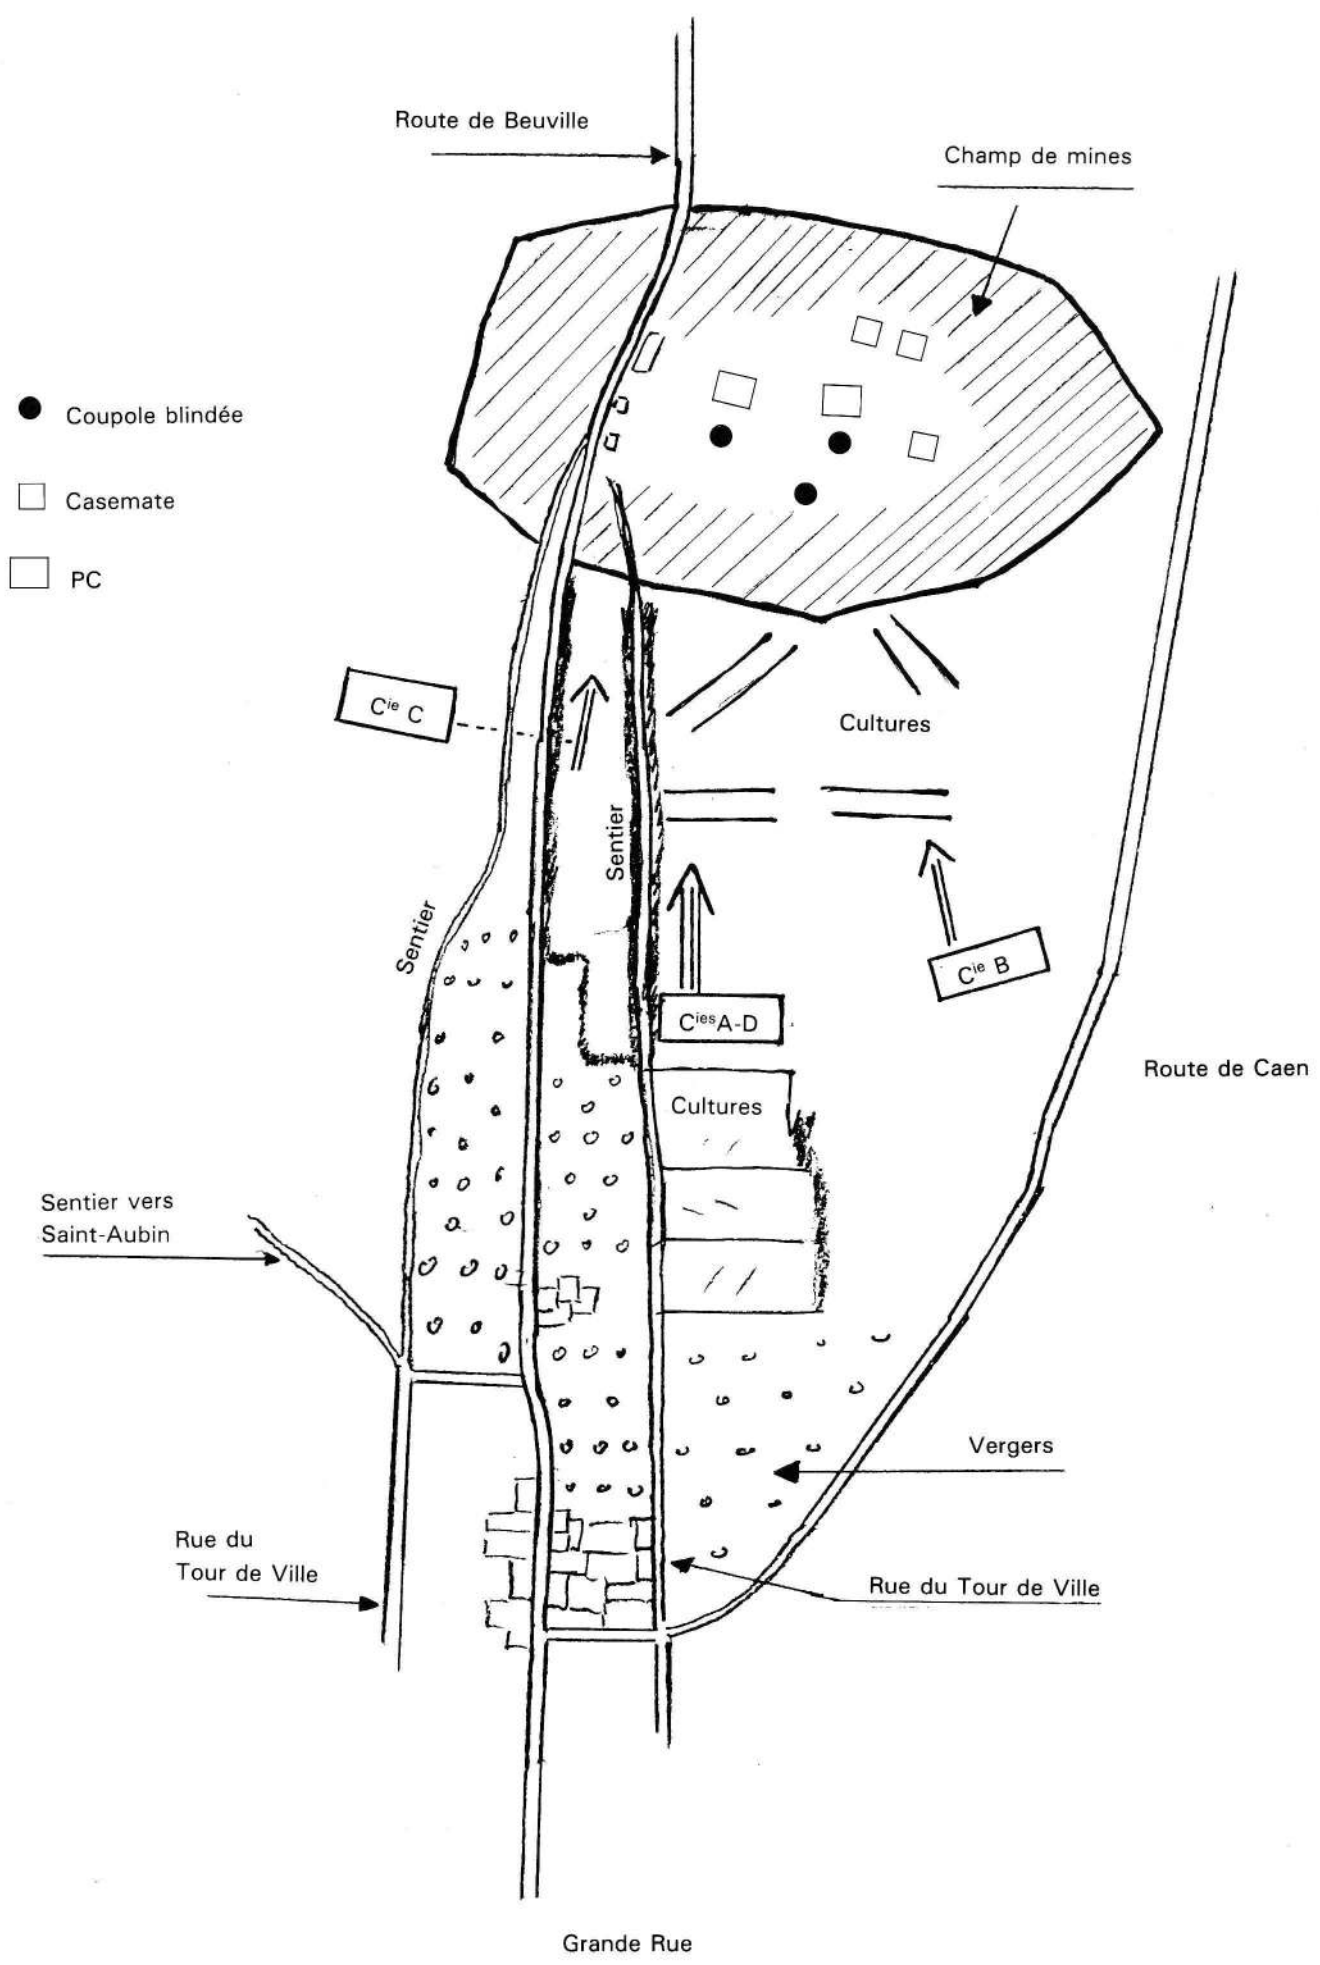 Route de Beuville
Champ de mines
Coupole blindée
Casemate
PC
Cie C
Cultures
Sentier
Sentier
Cie B
Cies A-D
Route de Caen
Cultures
Sentier vers
Saint-Aubin
Vergers
Rue du
Tour de Ville
Rue du Tour de Ville
Grande Rue